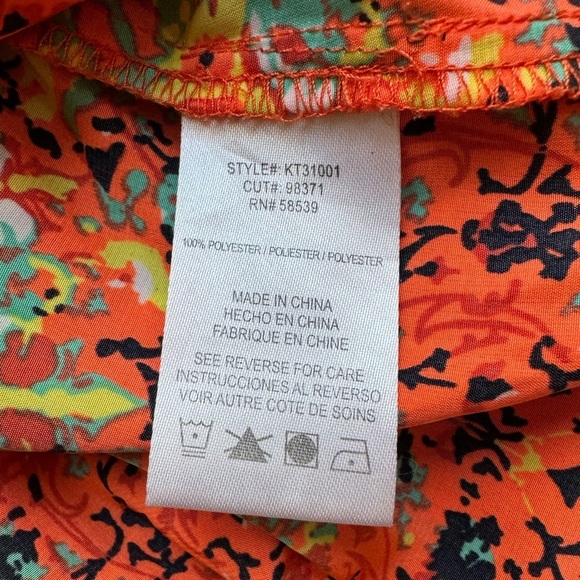 STYLE#: KT31001
CUT#: 98371
RN# 58539
100% POLYESTER / POLIESTER / POLYESTER
MADE IN CHINA
HECHO EN CHINA
FABRIQUE EN CHINE
SEE REVERSE FOR CARE
INSTRUCCIONES AL REVERSO
VOIR AUTRE COTE DE SOINS